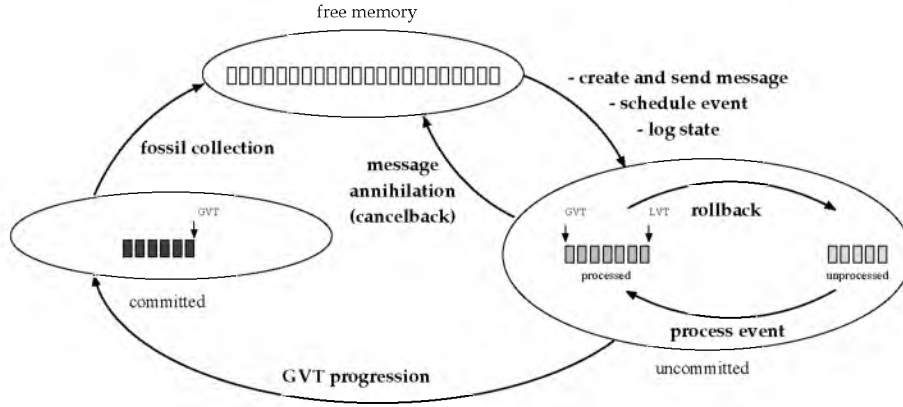 free memory
- create and send message
- schedule event
- log state
fossil collection
message
annihilation
(cancelback)
GVT
GVT
LVT
rollback
processed
unprocessed
committed
process event
GVT progression
uncommitted